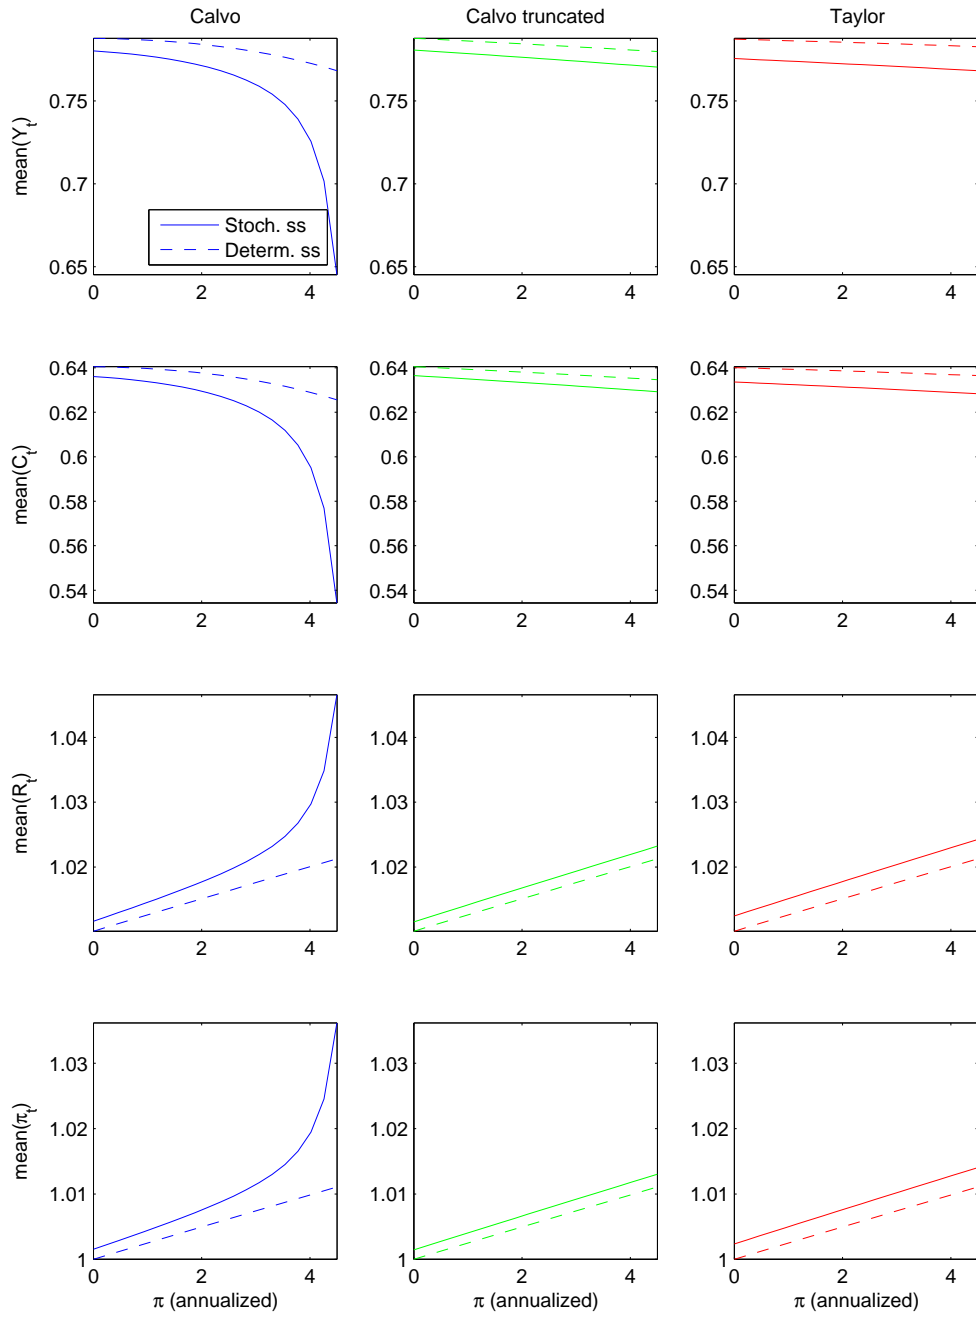 Calvo Calvo truncated Taylor
mean(Y_t)
0.75 0.75 0.75
0.7 0.7 0.7
0.65 0.65 0.65
Stoch. ss
Determ. ss
0 2 4 0 2 4 0 2 4
mean(C_t)
0.64 0.64 0.64
0.62 0.62 0.62
0.6 0.6 0.6
0.58 0.58 0.58
0.56 0.56 0.56
0.54 0.54 0.54
0 2 4 0 2 4 0 2 4
mean(R_t)
1.04 1.04 1.04
1.03 1.03 1.03
1.02 1.02 1.02
1.01 1.01 1.01
0 2 4 0 2 4 0 2 4
mean(π_t)
1.03 1.03 1.03
1.02 1.02 1.02
1.01 1.01 1.01
1 1 1
0 2 4 0 2 4 0 2 4
π (annualized) π (annualized) π (annualized)